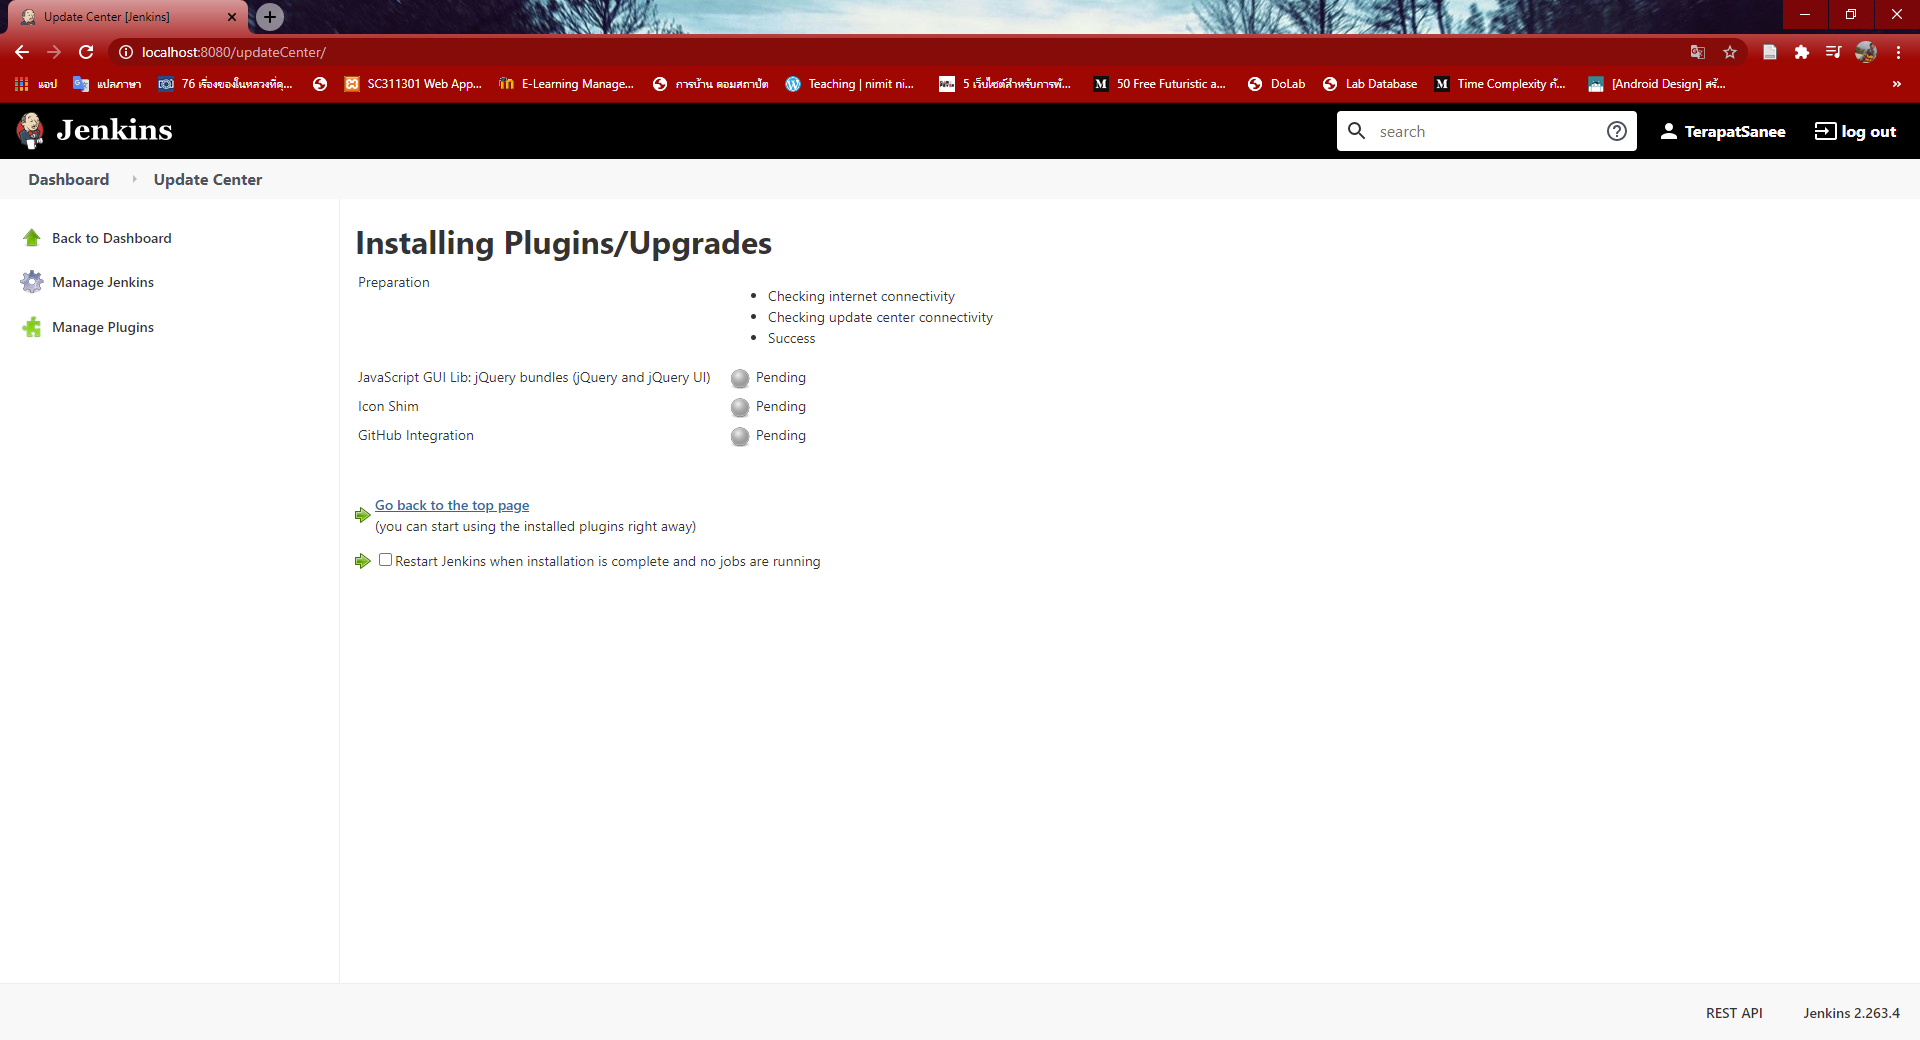 Update Center [Jenkins]
localhost:8080/updateCenter/
แอป
แปลภาษา
76 เรื่องของในหลวงที่คุ...
SC311301 Web App...
E-Learning Manage...
การบ้าน คอมสถาปัต
Teaching | nimit ni...
5 เว็บไซต์สำหรับการพั...
50 Free Futuristic a...
DoLab
Lab Database
Time Complexity กั...
[Android Design] สร้...
Jenkins
search
TerapatSanee
log out
Dashboard
Update Center
Back to Dashboard
Manage Jenkins
Manage Plugins
Installing Plugins/Upgrades
Preparation
Checking internet connectivity
Checking update center connectivity
Success
JavaScript GUI Lib: jQuery bundles (jQuery and jQuery UI) Pending
Icon Shim Pending
GitHub Integration Pending
Go back to the top page
(you can start using the installed plugins right away)
Restart Jenkins when installation is complete and no jobs are running
REST API
Jenkins 2.263.4